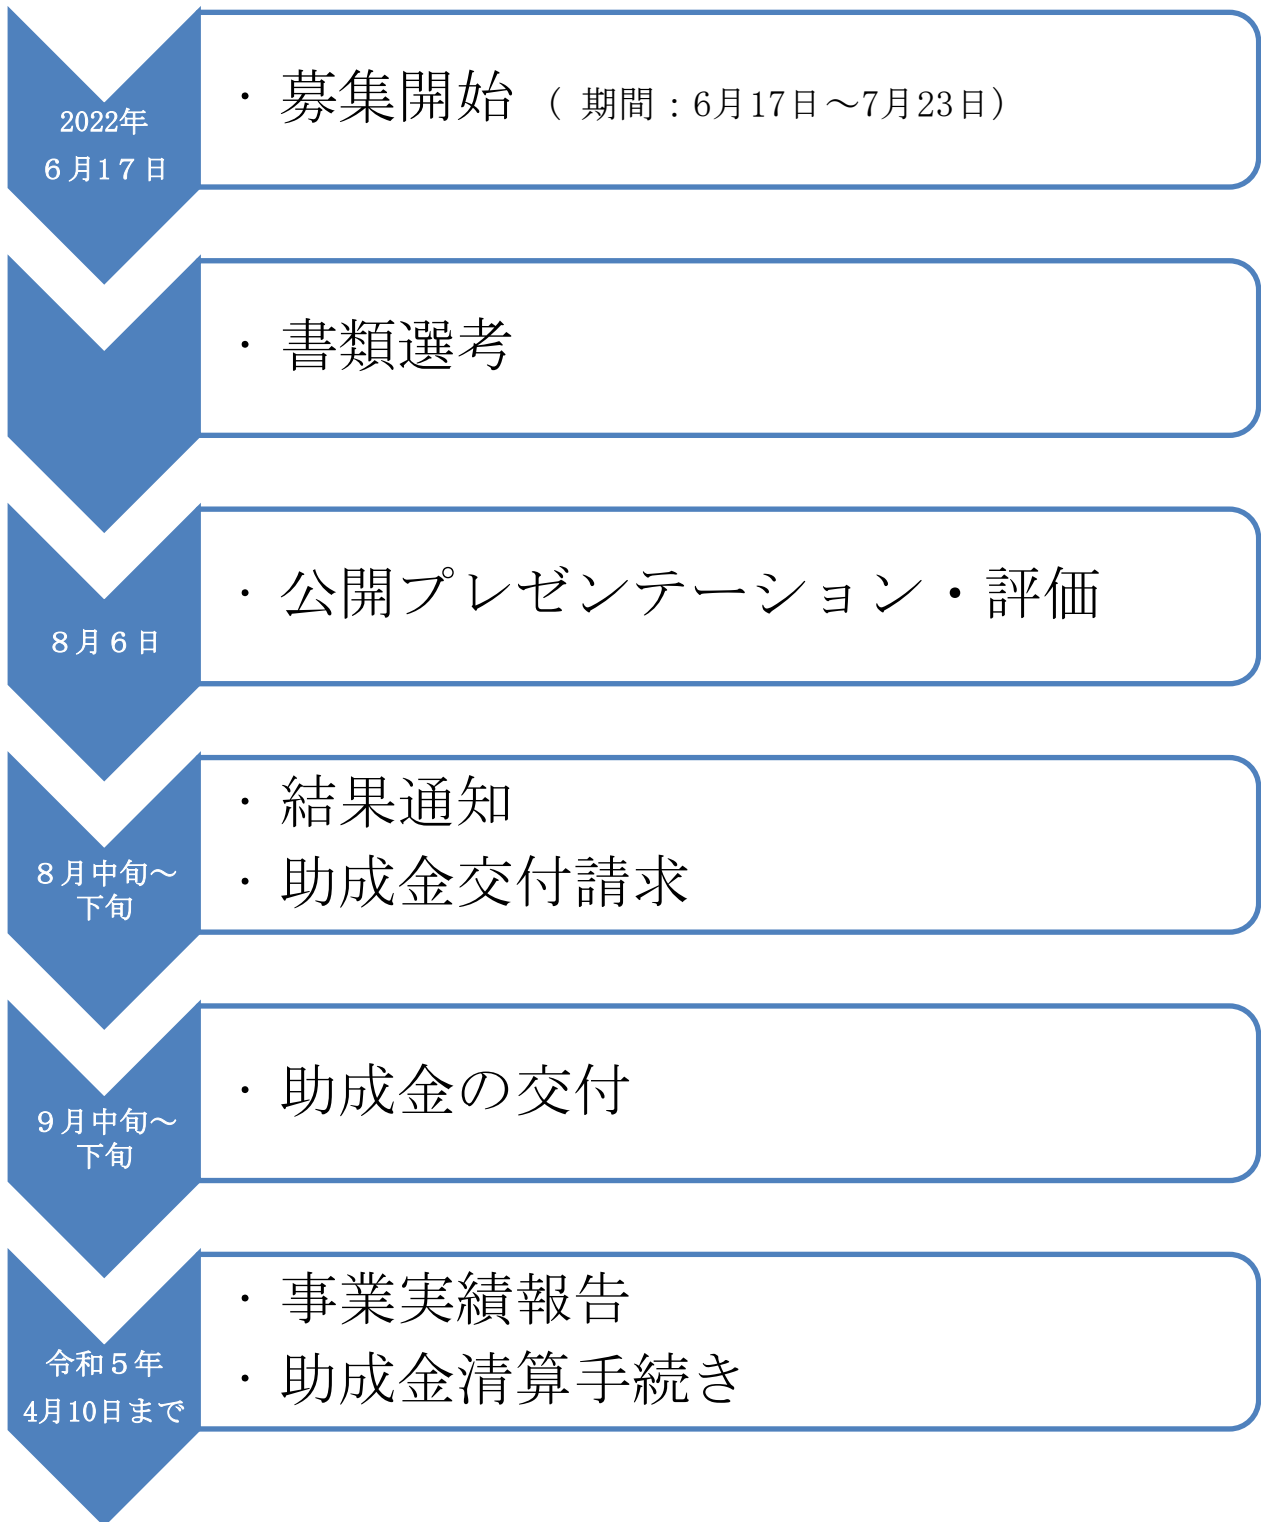 2022年
６月1７日
・募集開始（ 期間：6月17日～7月23日）
・書類選考
８月６日
・公開プレゼンテーション・評価
８月中旬～
下旬
・結果通知
・助成金交付請求
９月中旬～
下旬
・助成金の交付
令和５年
4月10日まで
・事業実績報告
・助成金清算手続き